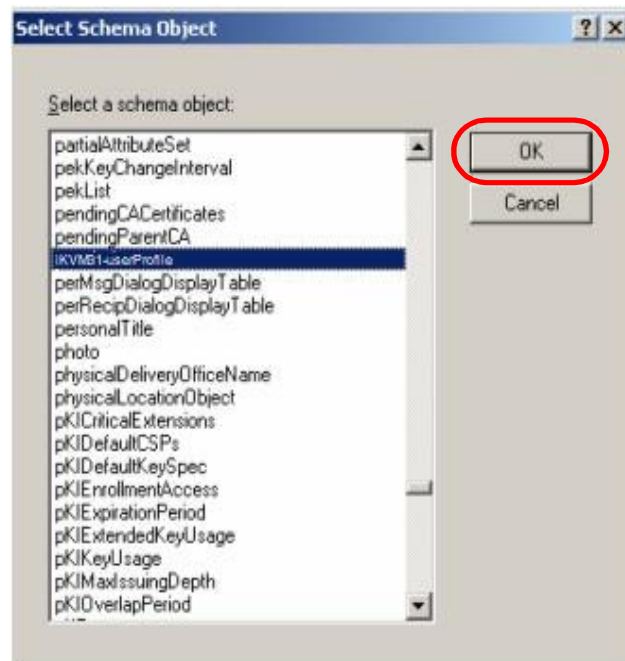 Select Schema Object
Select a schema object:
partialAttributeSet
pekKeyChangeInterval
pekList
pendingCACertificates
pendingParentCA
IKVM31-userProfile
perMsgDialogDisplayTable
perRecipDialogDisplayTable
personalTitle
photo
physicalDeliveryOfficeName
physicalLocationObject
pKICriticalExtensions
pKIDefaultCSPs
pKIDefaultKeySpec
pKIEnrollmentAccess
pKIExpirationPeriod
pKIExtendedKeyUsage
pKIKeyUsage
pKIMaxIssuingDepth
pKIOverlapPeriod
OK
Cancel